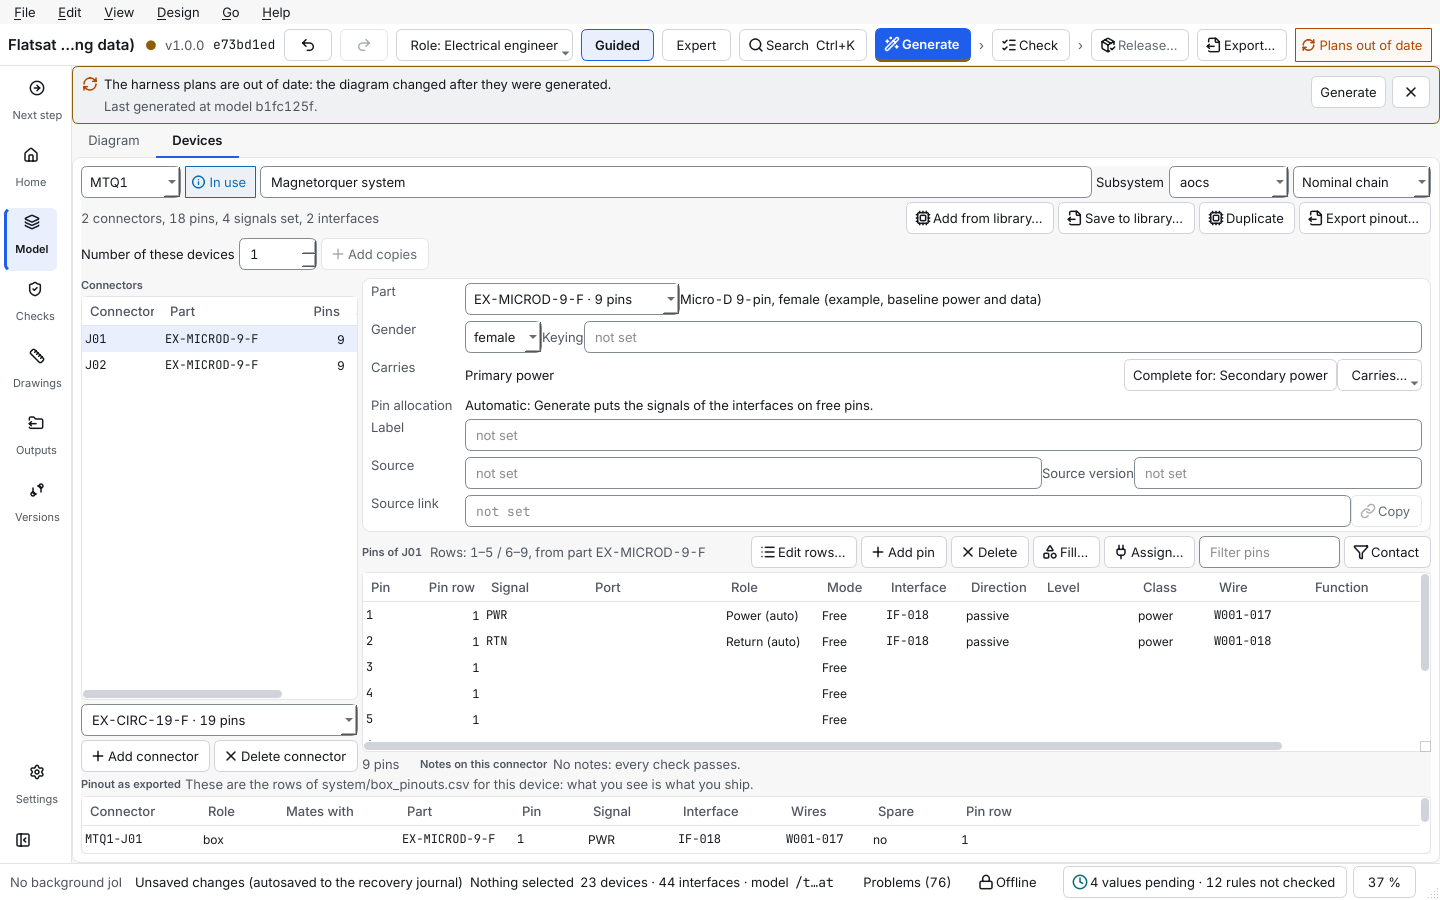 File Edit View Design Go Help
Flatsat ...ng data) v1.0.0 e73bd1ed Role: Electrical engineer Guided Expert Search Ctrl+K Generate › Check › Release... Export... Plans out of date
The harness plans are out of date: the diagram changed after they were generated.
Last generated at model b1fc125f.
Generate
Next step
Home
Model
Checks
Drawings
Outputs
Versions
Settings
Diagram Devices
MTQ1 In use Magnetorquer system Subsystem aocs Nominal chain
2 connectors, 18 pins, 4 signals set, 2 interfaces Add from library... Save to library... Duplicate Export pinout...
Number of these devices 1 Add copies
Connectors
Connector Part Pins
J01 EX-MICROD-9-F 9
J02 EX-MICROD-9-F 9
EX-CIRC-19-F · 19 pins
Add connector Delete connector
Part EX-MICROD-9-F · 9 pins Micro-D 9-pin, female (example, baseline power and data)
Gender female Keying not set
Carries Primary power Complete for: Secondary power Carries...
Pin allocation Automatic: Generate puts the signals of the interfaces on free pins.
Label not set
Source not set Source version not set
Source link not set Copy
Pins of J01 Rows: 1–5 / 6–9, from part EX-MICROD-9-F Edit rows... Add pin Delete Fill... Assign... Filter pins Contact
Pin Pin row Signal Port Role Mode Interface Direction Level Class Wire Function
1 1 PWR Power (auto) Free IF-018 passive power W001-017
2 1 RTN Return (auto) Free IF-018 passive power W001-018
3 1 Free
4 1 Free
5 1 Free
9 pins Notes on this connector No notes: every check passes.
Pinout as exported These are the rows of system/box_pinouts.csv for this device: what you see is what you ship.
Connector Role Mates with Part Pin Signal Interface Wires Spare Pin row
MTQ1-J01 box EX-MICROD-9-F 1 PWR IF-018 W001-017 no 1
No background jol Unsaved changes (autosaved to the recovery journal) Nothing selected 23 devices · 44 interfaces · model /t…at Problems (76) Offline 4 values pending · 12 rules not checked 37 %